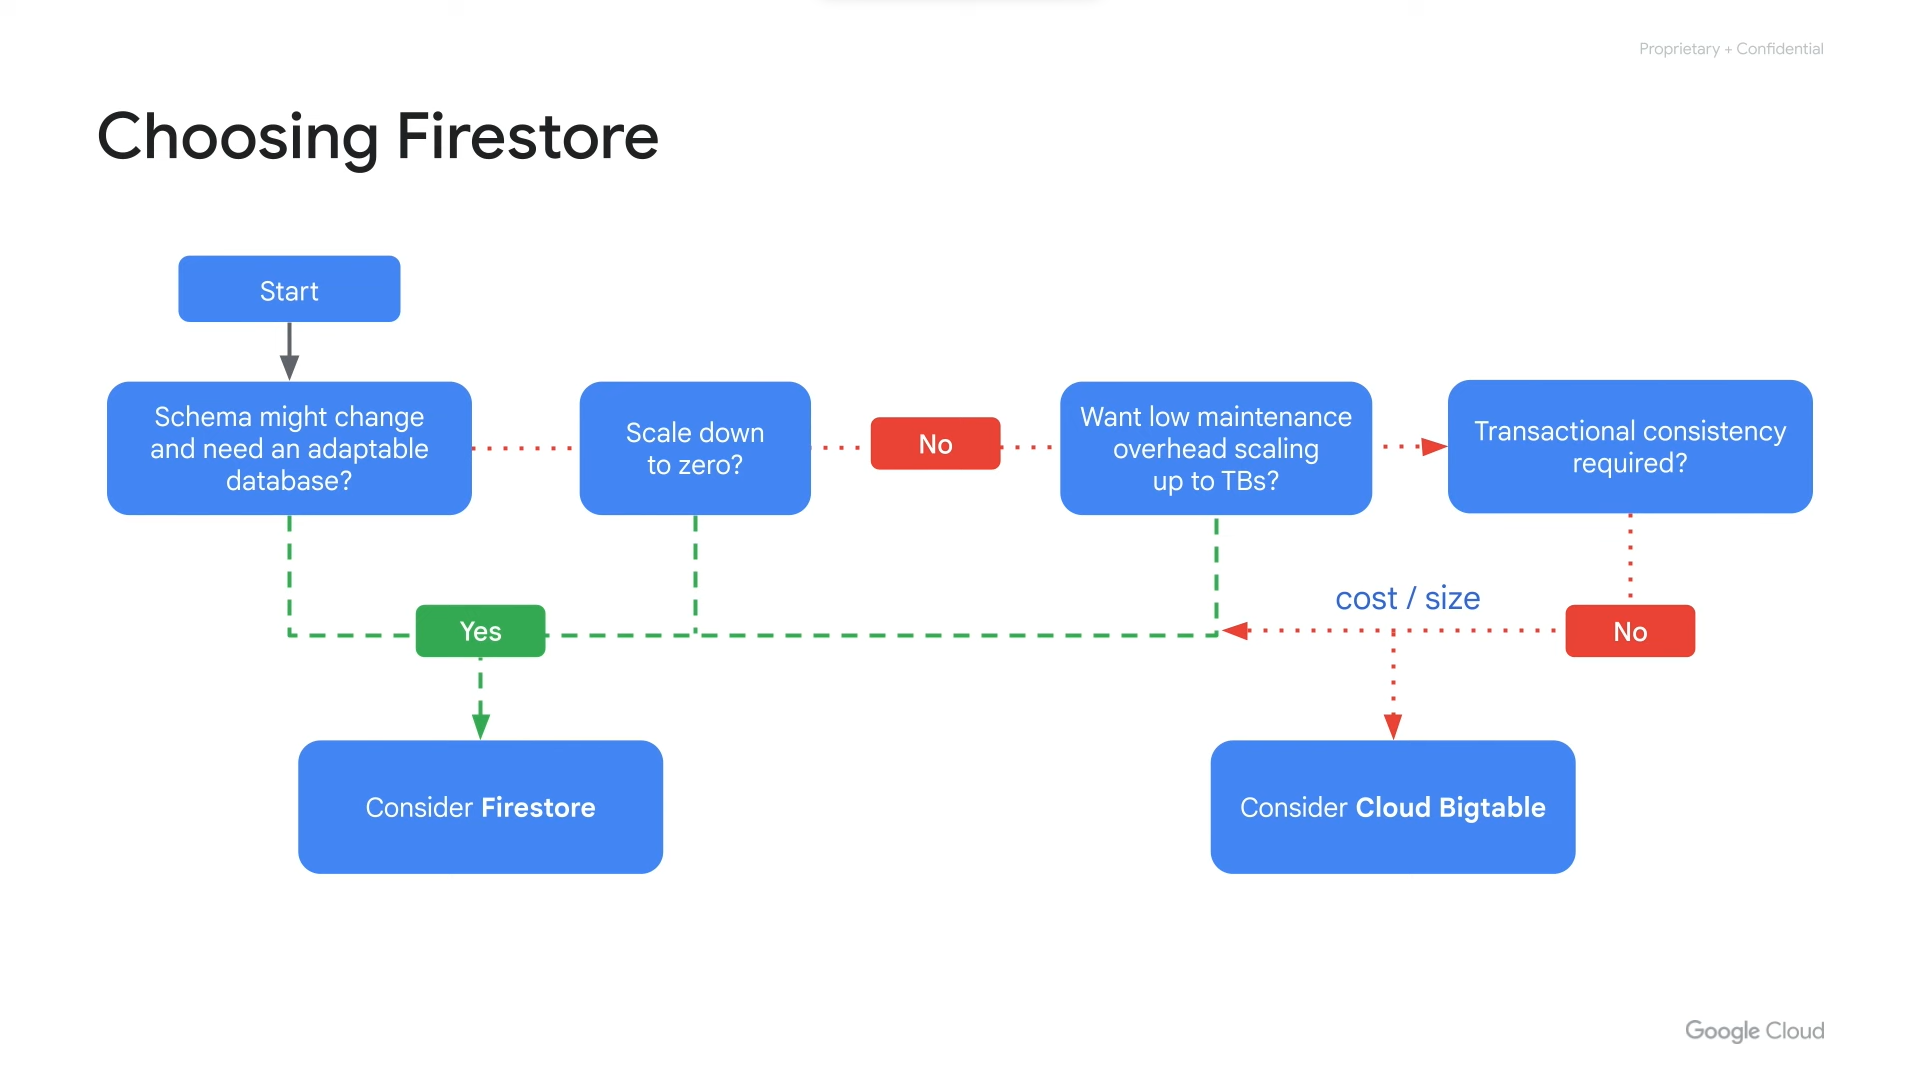 Proprietary + Confidential
Choosing Firestore
Start
Schema might change
and need an adaptable
database?
Scale down
to zero?
No
Want low maintenance
overhead scaling
up to TBs?
Transactional consistency
required?
cost / size
Yes
No
Consider Firestore
Consider Cloud Bigtable
Google Cloud